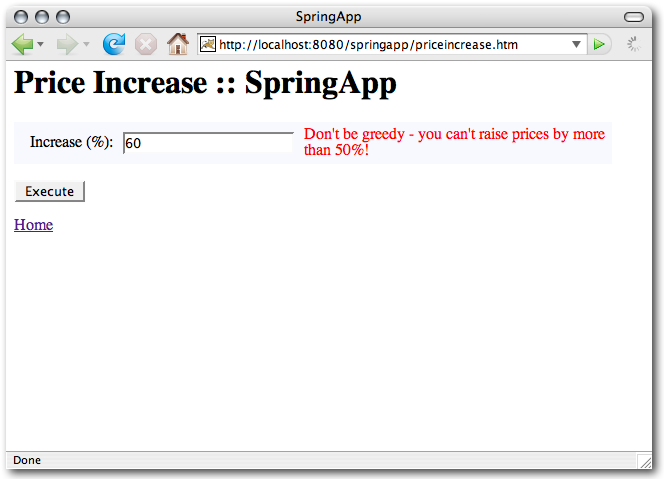 SpringApp
http://localhost:8080/springapp/priceincrease.htm
Price Increase :: SpringApp
Increase (%): 60 Don't be greedy - you can't raise prices by more
than 50%!
Execute
Home
Done